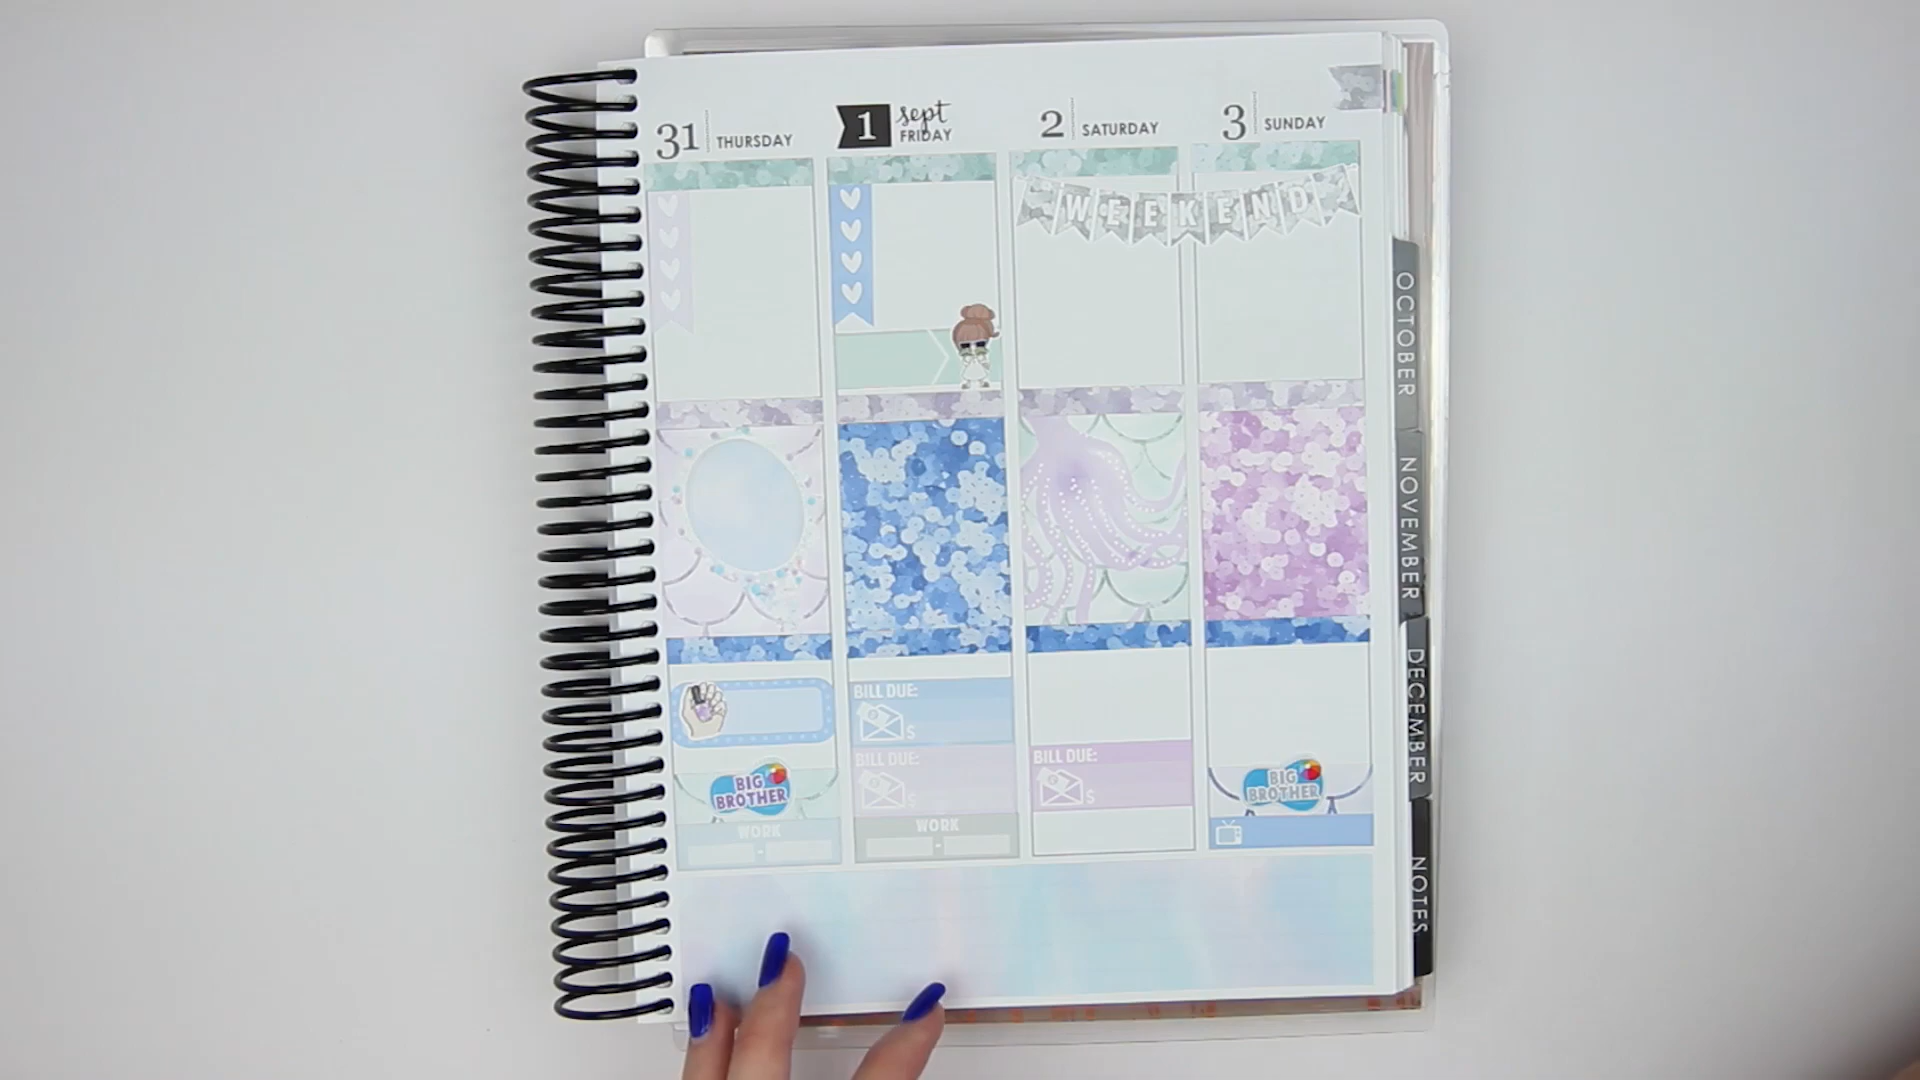 31 THURSDAY
1 sept FRIDAY
2 SATURDAY
3 SUNDAY
WEEKEND
BILL DUE:
$
BILL DUE:
$
BILL DUE:
$
BIG BROTHER
BIG BROTHER
WORK
-
WORK
-
OCTOBER
NOVEMBER
DECEMBER
NOTES